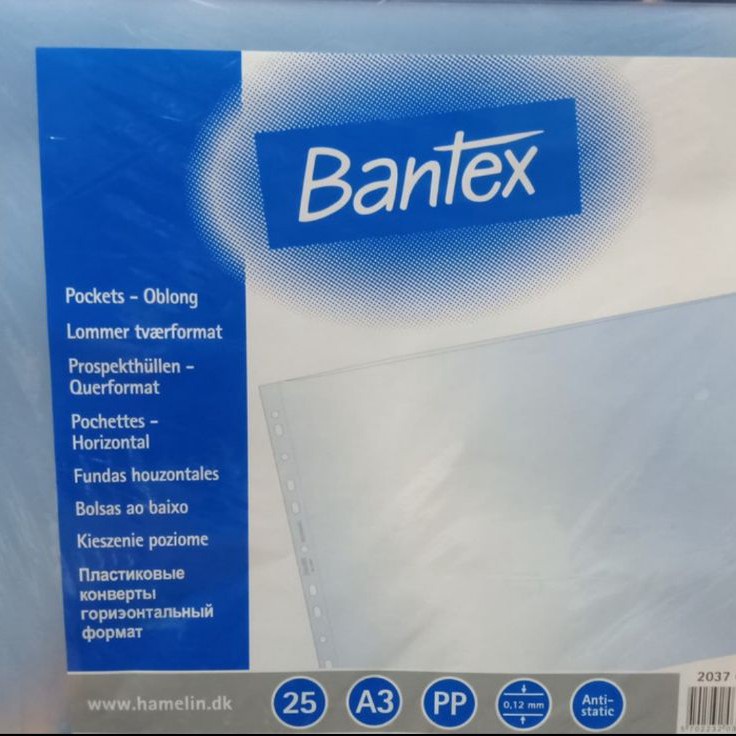 Bantex
Pockets - Oblong
Lommer tværformat
Prospekthüllen -
Querformat
Pochettes -
Horizontal
Fundas houzontales
Bolsas ao baixo
Kieszenie poziome
Пластиковые
конверты
горизонтальный
формат
www.hamelin.dk
25
A3
PP
0,12 mm
Anti-
static
2037